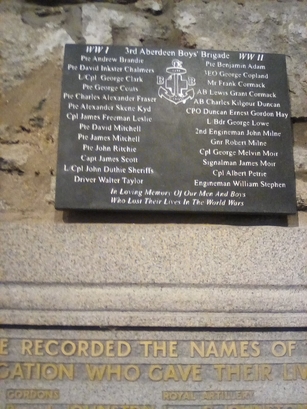 WW I 3rd Aberdeen Boys' Brigade WW II
Pte Andrew Brandie
Pte David Inkster Chalmers
L/Cpl George Clark
Pte George Couts
Pte Charles Alexander Fraser
Pte Alexander Skene Kyd
Cpl James Freeman Leslie
Pte David Mitchell
Pte James Mitchell
Pte John Ritchie
Capt James Scott
L/Cpl John Duthie Sheriffs
Driver Walter Taylor
Pte Benjamin Adam
3EO George Copland
Mr Frank Cormack
AB Lewis Grant Cormack
AB Charles Kilgour Duncan
CPO Duncan Ernest Gordon Hay
L Bdr George Lowe
2nd Engineman John Milne
Gnr Robert Milne
Cpl George Melvin Moir
Signalman James Moir
Cpl Albert Petrie
Engineman William Stephen
In Loving Memory Of Our Men And Boys
Who Lost Their Lives In The World Wars
E RECORDED THE NAMES OF
GATION WHO GAVE THEIR LIV
GORDONS
ROYAL ARTILLERY